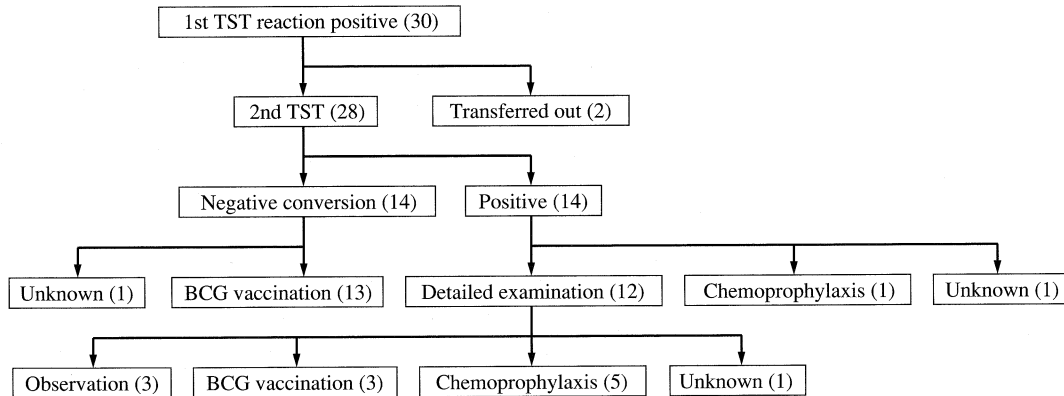 1st TST reaction positive (30)
2nd TST (28)
Transferred out (2)
Negative conversion (14)
Positive (14)
Unknown (1)
BCG vaccination (13)
Detailed examination (12)
Chemoprophylaxis (1)
Unknown (1)
Observation (3)
BCG vaccination (3)
Chemoprophylaxis (5)
Unknown (1)